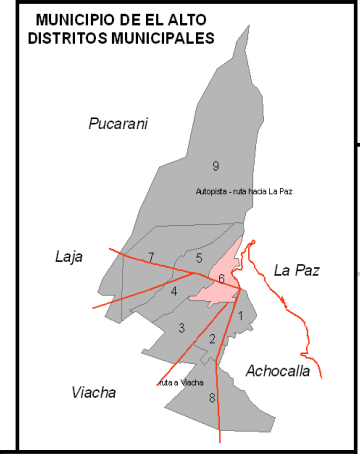 MUNICIPIO DE EL ALTO
DISTRITOS MUNICIPALES
Pucarani
9
Autopista - ruta hacia La Paz
Laja
7
5
6
La Paz
4
1
3
2
Achocalla
Viacha
ruta a Viacha
8